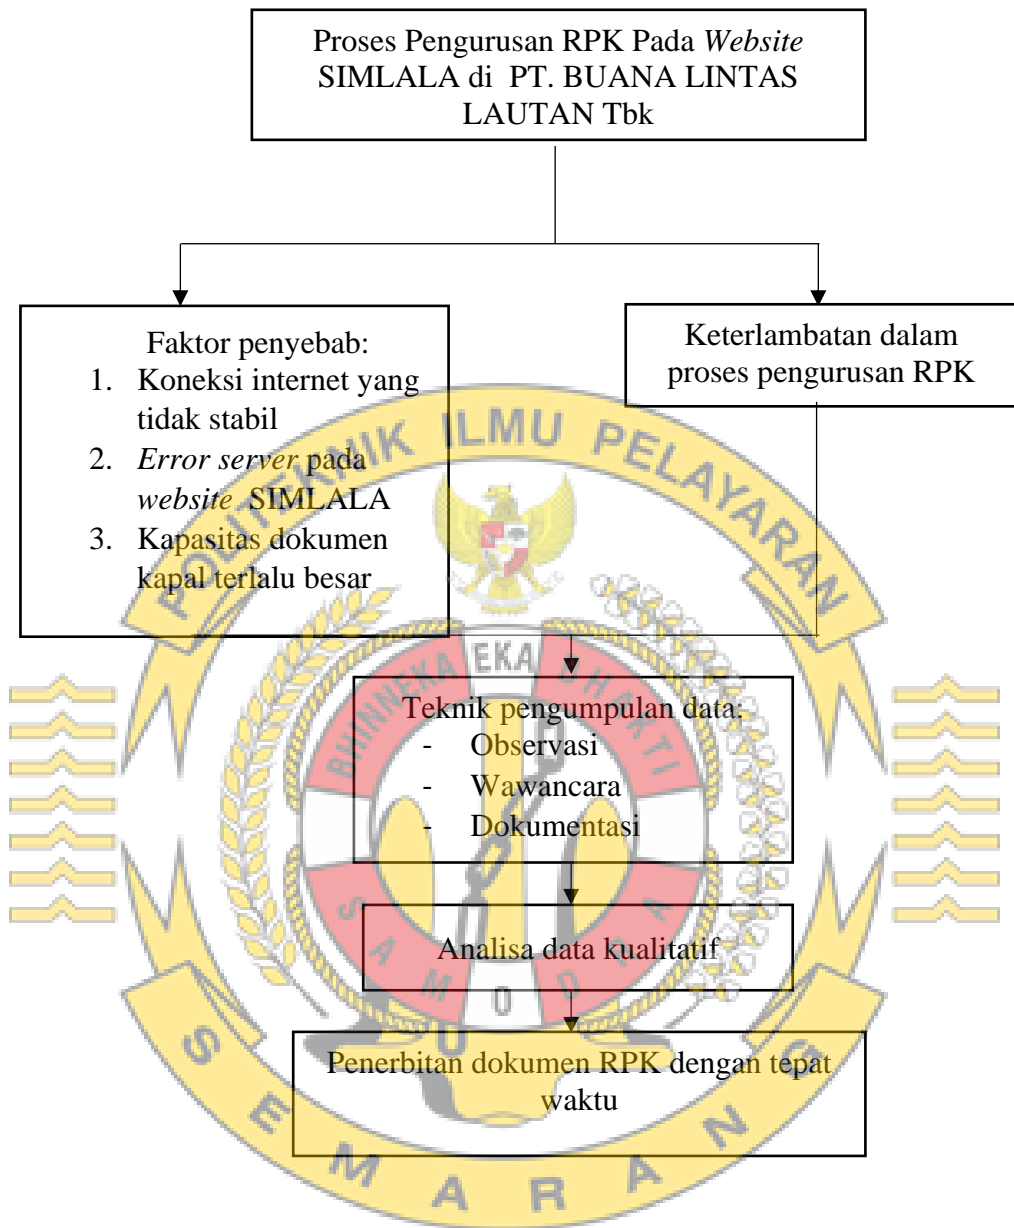 Proses Pengurusan RPK Pada Website
SIMLALA di PT. BUANA LINTAS
LAUTAN Tbk
Faktor penyebab:
1. Koneksi internet yang
tidak stabil
2. Error server pada
website SIMLALA
3. Kapasitas dokumen
kapal terlalu besar
Keterlambatan dalam
proses pengurusan RPK
POLITEKNIK ILMU PELAYARAN
BHINNEKA EKA BHAKTI
Teknik pengumpulan data:
- Observasi
- Wawancara
- Dokumentasi
Analisa data kualitatif
SAMODRA
Penerbitan dokumen RPK dengan tepat
waktu
SEMARANG